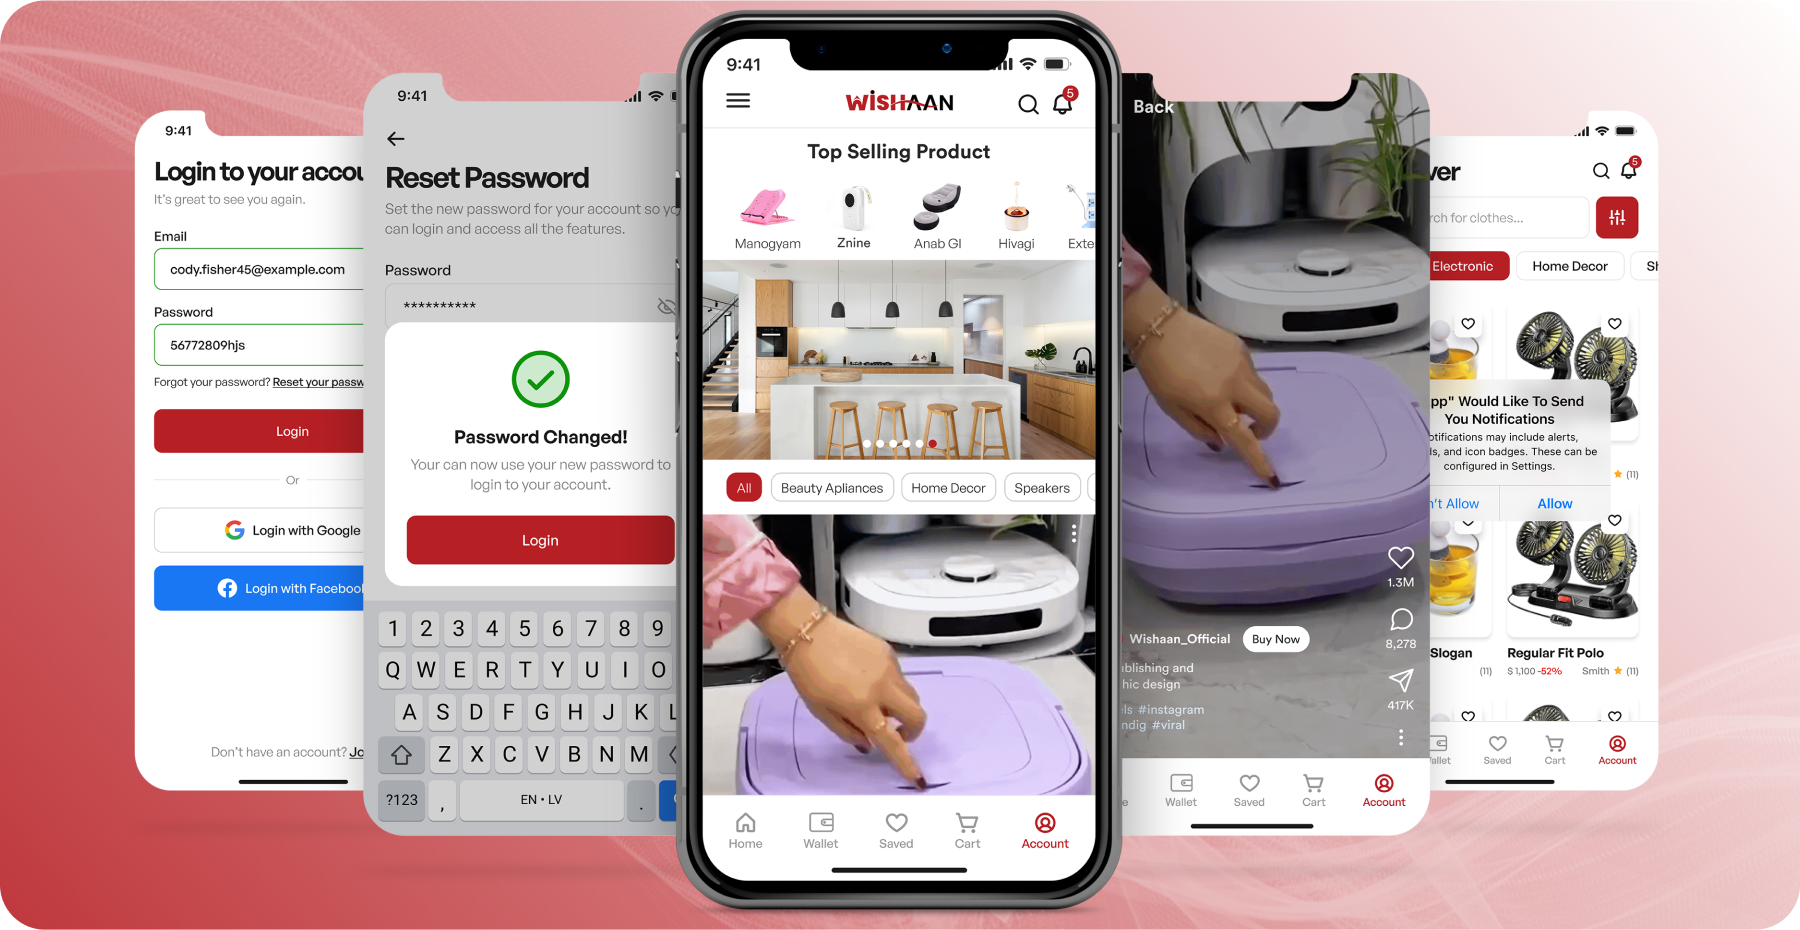 9:41
Login to your accou
It's great to see you again.
Email
cody.fisher45@example.com
Password
56772809hjs
Forgot your password? Reset your passw
Login
Or
Login with Google
Login with Facebook
Don't have an account? Jo
9:41
Reset Password
Set the new password for your account so yo
can login and access all the features.
Password
**********
Password Changed!
Your can now use your new password to
login to your account.
Login
1 2 3 4 5 6 7 8 9
Q W E R T Y U I O
A S D F G H J K L
Z X C V B N M
?123 , EN • LV .
9:41
WiSHAAN
5
Top Selling Product
Manogyam Znine Anab GI Hivagi Exte
All Beauty Apliances Home Decor Speakers
Home Wallet Saved Cart Account
Back
1.3M
8,278
417K
Wishaan_Official Buy Now
ublishing and
hic design
els #instagram
ndig #viral
e Wallet Saved Cart Account
5
ver
rch for clothes...
Electronic Home Decor Sh
pp" Would Like To Send
You Notifications
otifications may include alerts,
ds, and icon badges. These can be
configured in Settings.
n't Allow Allow
(11)
Slogan
(11)
Regular Fit Polo
$ 1,100 -52% Smith (11)
allet Saved Cart Account